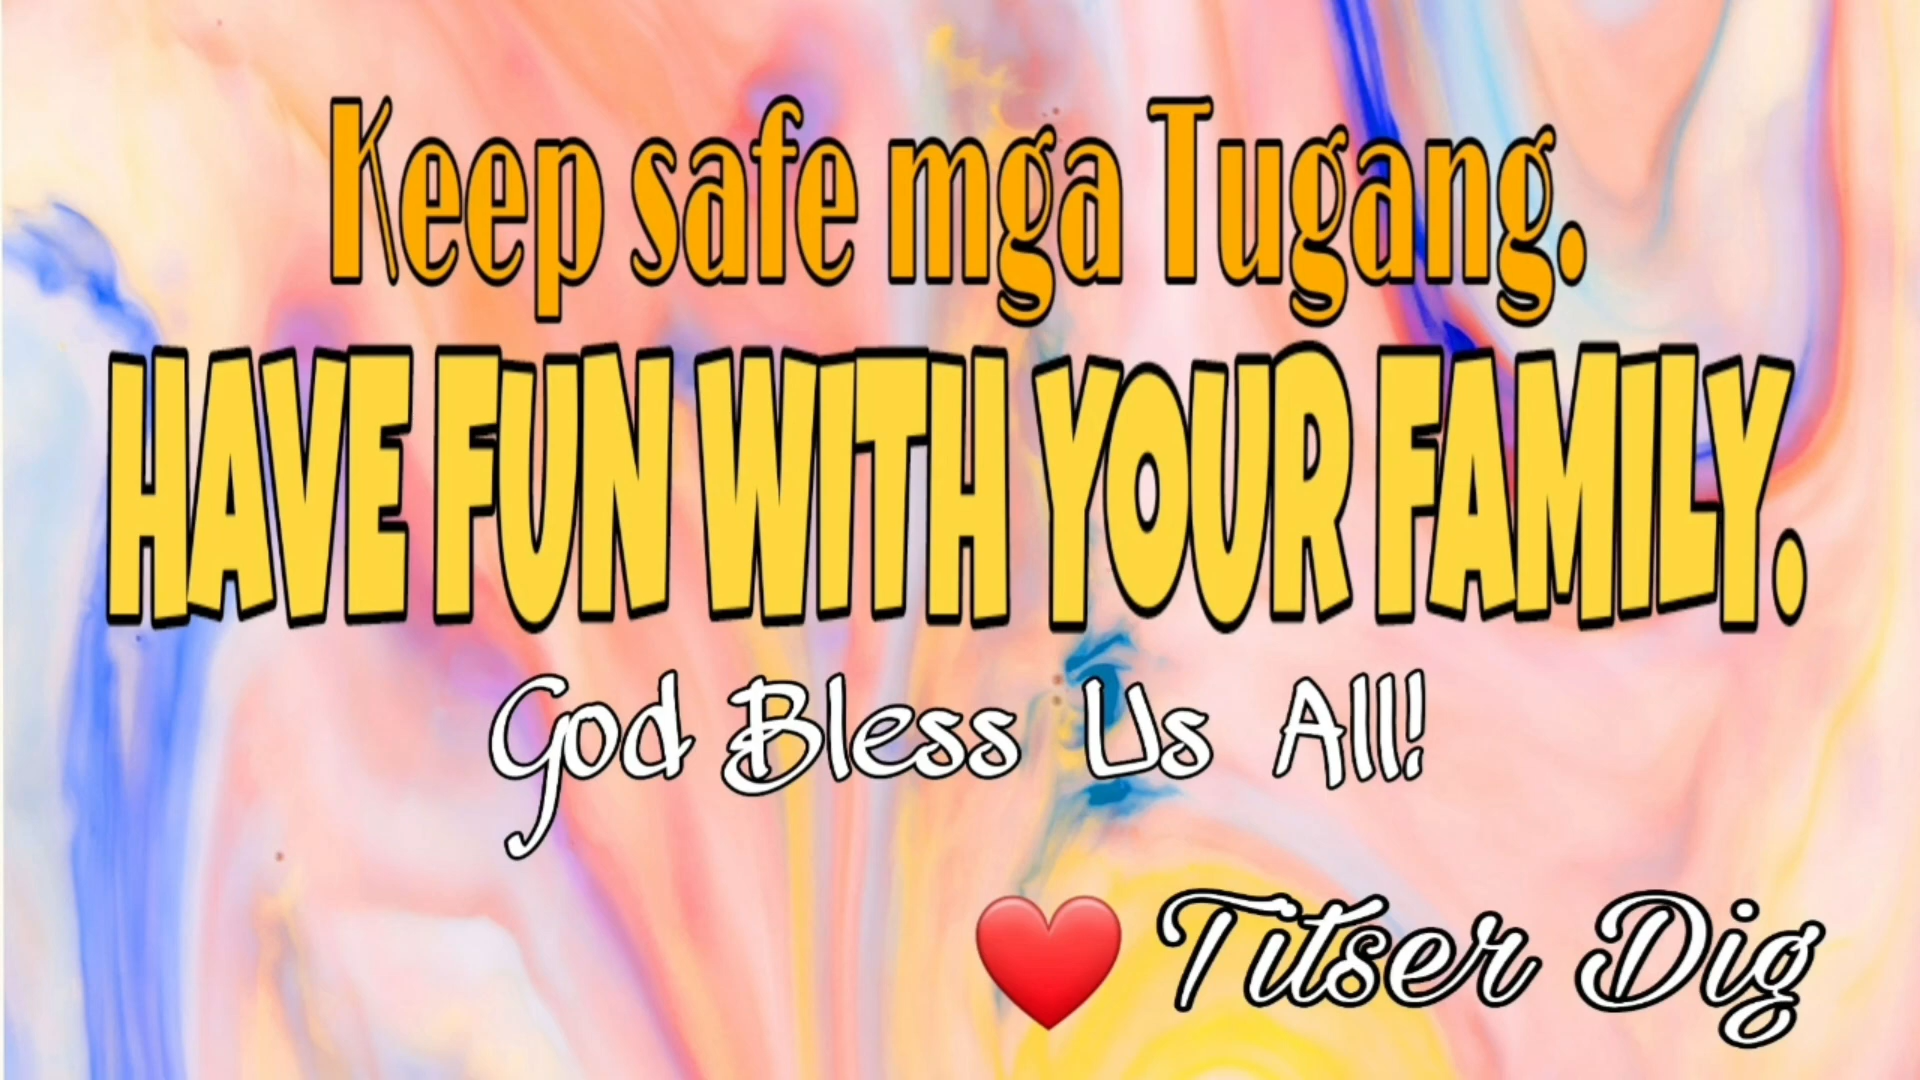 Keep safe mga Tugang.
HAVE FUN WITH YOUR FAMILY.
God Bless Us All!
Titser Dig